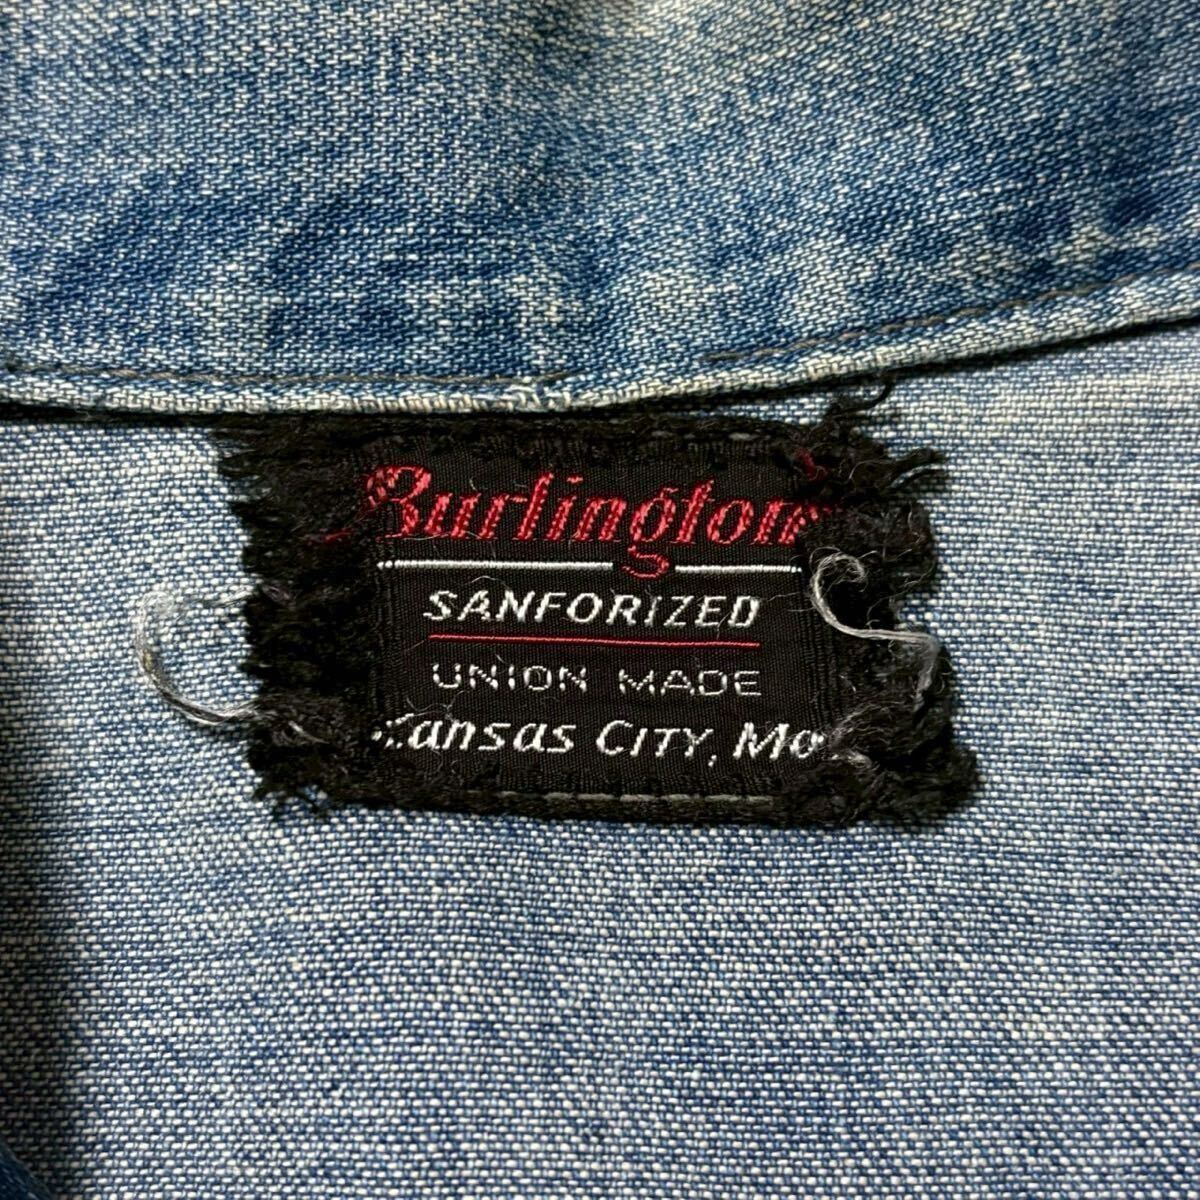 Burlington
SANFORIZED
UNION MADE
Kansas City, Mo